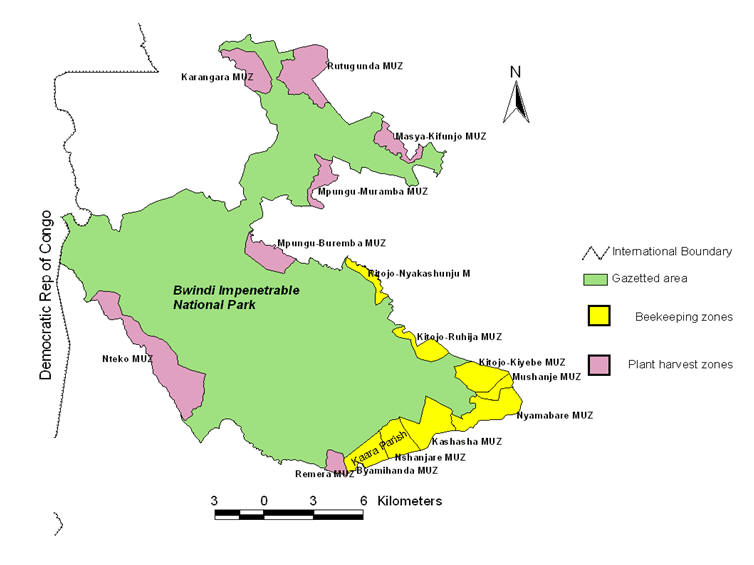 Karangara MUZ
Rutugunda MUZ
N
Masya-Kifunjo MUZ
Mpungu-Muramba MUZ
Mpungu-Buremba MUZ
Democratic Rep of Congo
International Boundary
Gazetted area
Beekeeping zones
Plant harvest zones
Kitojo-Nyakashunju M
Bwindi Impenetrable
National Park
Kitojo-Ruhija MUZ
Nteko MUZ
Kitojo-Kiyebe MUZ
Mushanje MUZ
Nyamabare MUZ
Kashasha MUZ
Kaara Parish
Nshanjare MUZ
Remera MUZ
Byamihanda MUZ
3 0 3 6 Kilometers